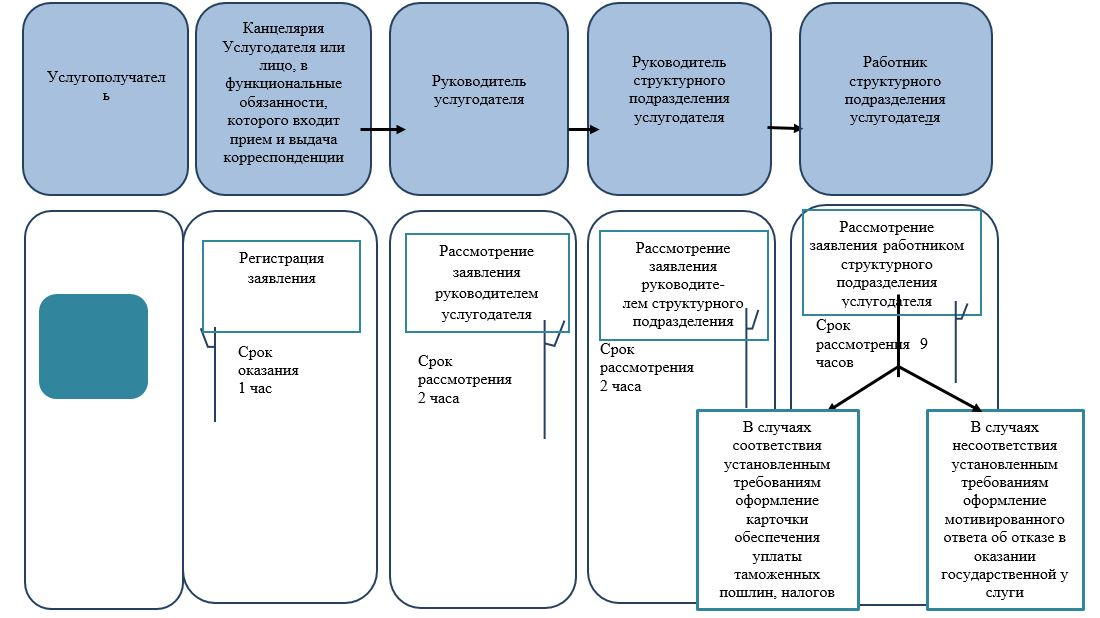 Услугополучател
ь
Канцелярия
Услугодателя или
лицо, в
функциональные
обязанности,
которого входит
прием и выдача
корреспонденции
Руководитель
услугодателя
Руководитель
структурного
подразделения
услугодателя
Работник
структурного
подразделения
услугодателя
Регистрация
заявления
Срок
оказания
1 час
Рассмотрение
заявления
руководителем
услугодателя
Срок
рассмотрения
2 часа
Рассмотрение
заявления
руководите-
лем структурного
подразделения
Срок
рассмотрения
2 часа
Рассмотрение
заявления работником
структурного
подразделения
услугодателя
Срок
рассмотрения 9
часов
В случаях
соответствия
установленным
требованиям
оформление
карточки
обеспечения
уплаты
таможенных
пошлин, налогов
В случаях
несоответствия
установленным
требованиям
оформление
мотивированного
ответа об отказе в
оказании
государственной у
слуги